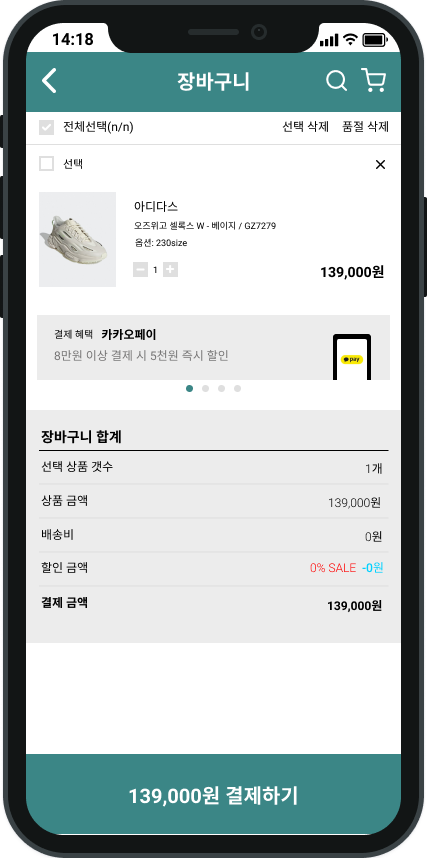 14:18
장바구니
전체선택(n/n) 선택 삭제 품절 삭제
선택
아디다스
오즈위고 셀록스 W - 베이지 / GZ7279
옵션: 230size
1
139,000원
결제 혜택 카카오페이
8만원 이상 결제 시 5천원 즉시 할인
pay
장바구니 합계
선택 상품 갯수 1개
상품 금액 139,000원
배송비 0원
할인 금액 0% SALE -0원
결제 금액 139,000원
139,000원 결제하기